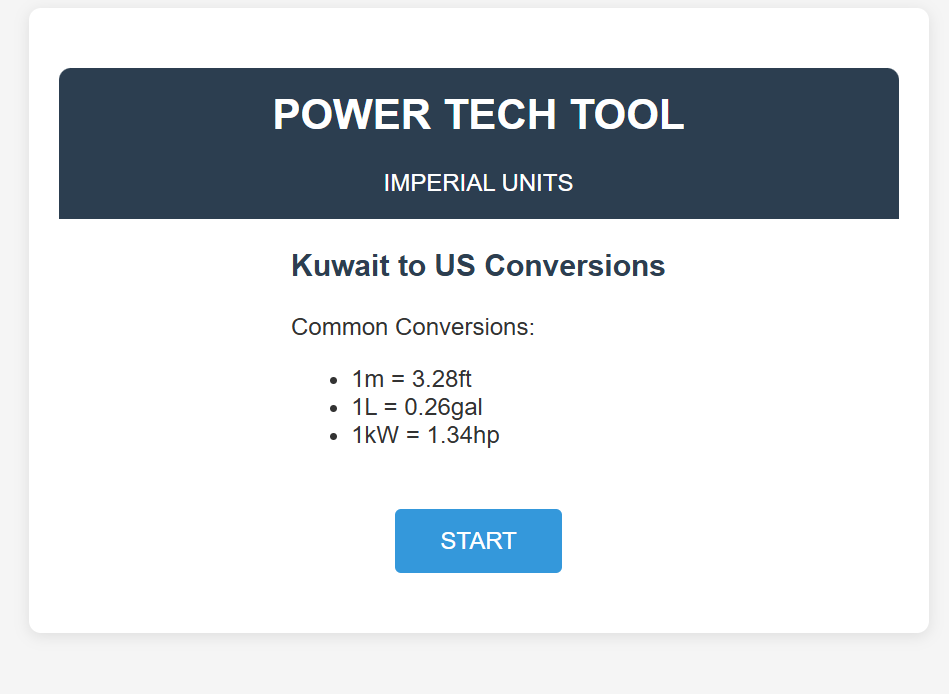 POWER TECH TOOL
IMPERIAL UNITS
Kuwait to US Conversions
Common Conversions:
• 1m = 3.28ft
• 1L = 0.26gal
• 1kW = 1.34hp
START